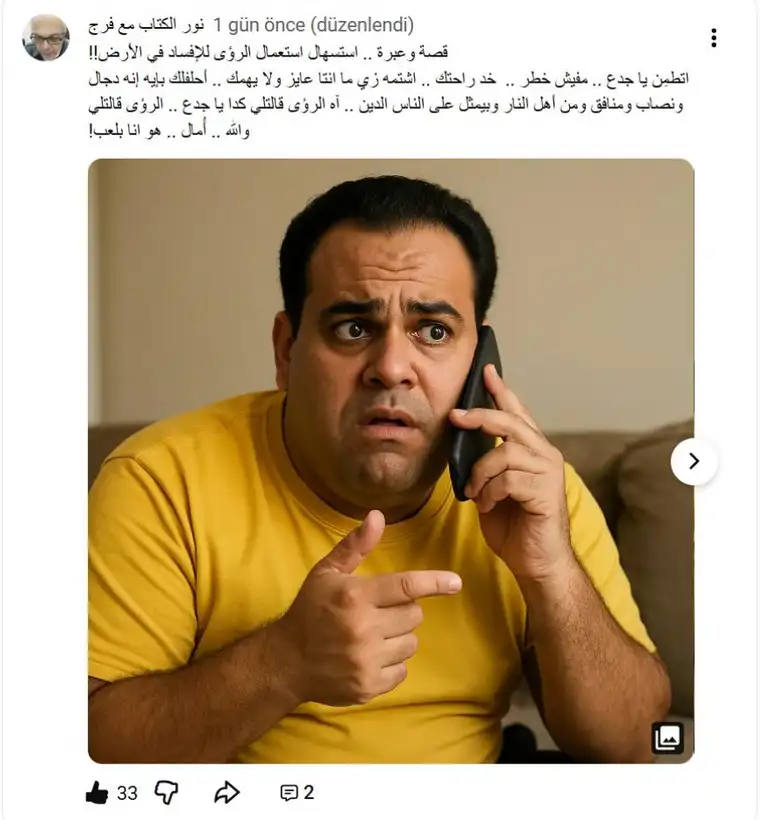 نور الكتاب مع فرج 1 gün önce (düzenlendi)
قصة وعبرة .. استسهال استعمال الرؤى للإفساد في الأرض!!
اتطمِن يا جدع .. مفيش خطر .. خد راحتك .. اشتمه زي ما انتا عايز ولا يهمك .. أحلفلك بايه إنه دجال
ونصاب ومنافق ومن أهل النار وبيمثل على الناس الدين .. آه الرؤى قالتلي كدا يا جدع .. الرؤى قالتلي
والله .. أمال .. هو انا بلعب!
33 2